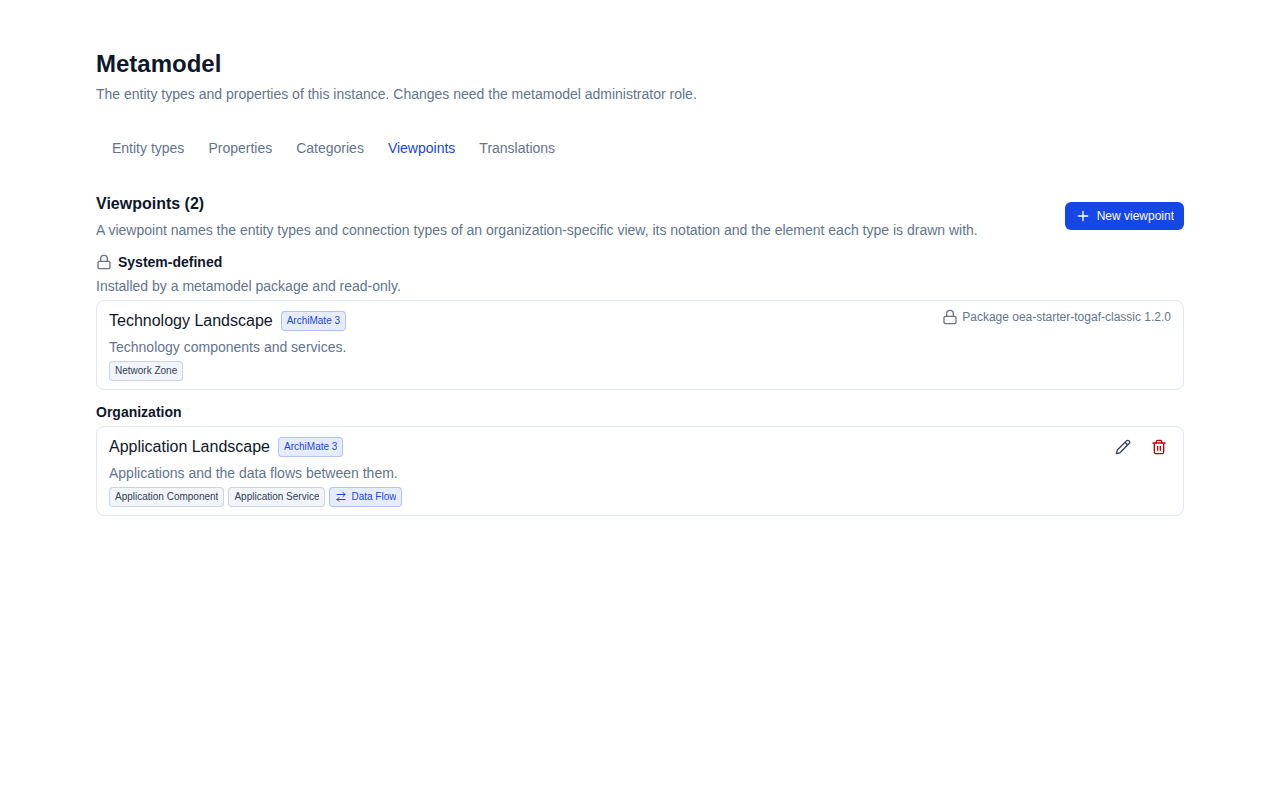 Metamodel
The entity types and properties of this instance. Changes need the metamodel administrator role.
Entity types Properties Categories Viewpoints Translations
Viewpoints (2)
New viewpoint
A viewpoint names the entity types and connection types of an organization-specific view, its notation and the element each type is drawn with.
System-defined
Installed by a metamodel package and read-only.
Technology Landscape ArchiMate 3 Package oea-starter-togaf-classic 1.2.0
Technology components and services.
Network Zone
Organization
Application Landscape ArchiMate 3
Applications and the data flows between them.
Application Component Application Service Data Flow